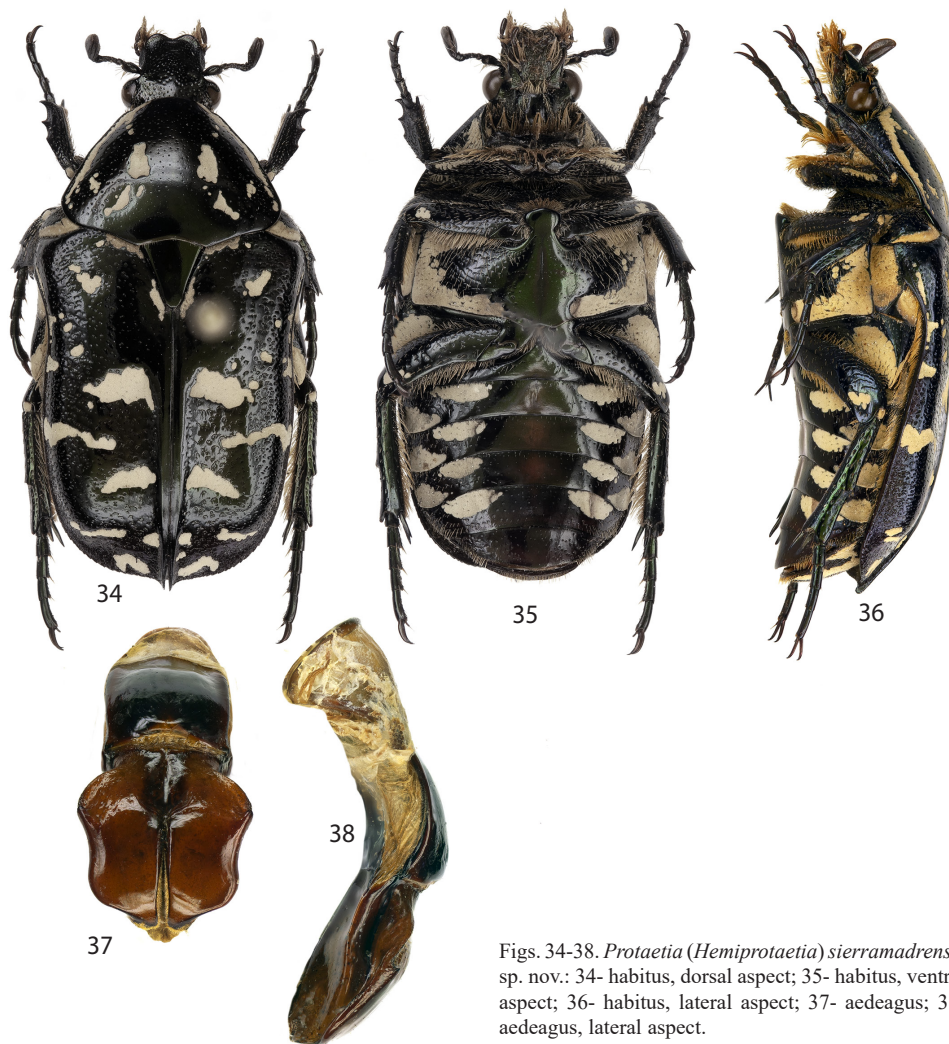 34
35
36
37
38
Figs. 34-38. Protaetia (Hemiprotaetia) sierramadrens
sp. nov.: 34- habitus, dorsal aspect; 35- habitus, ventr
aspect; 36- habitus, lateral aspect; 37- aedeagus; 3
aedeagus, lateral aspect.